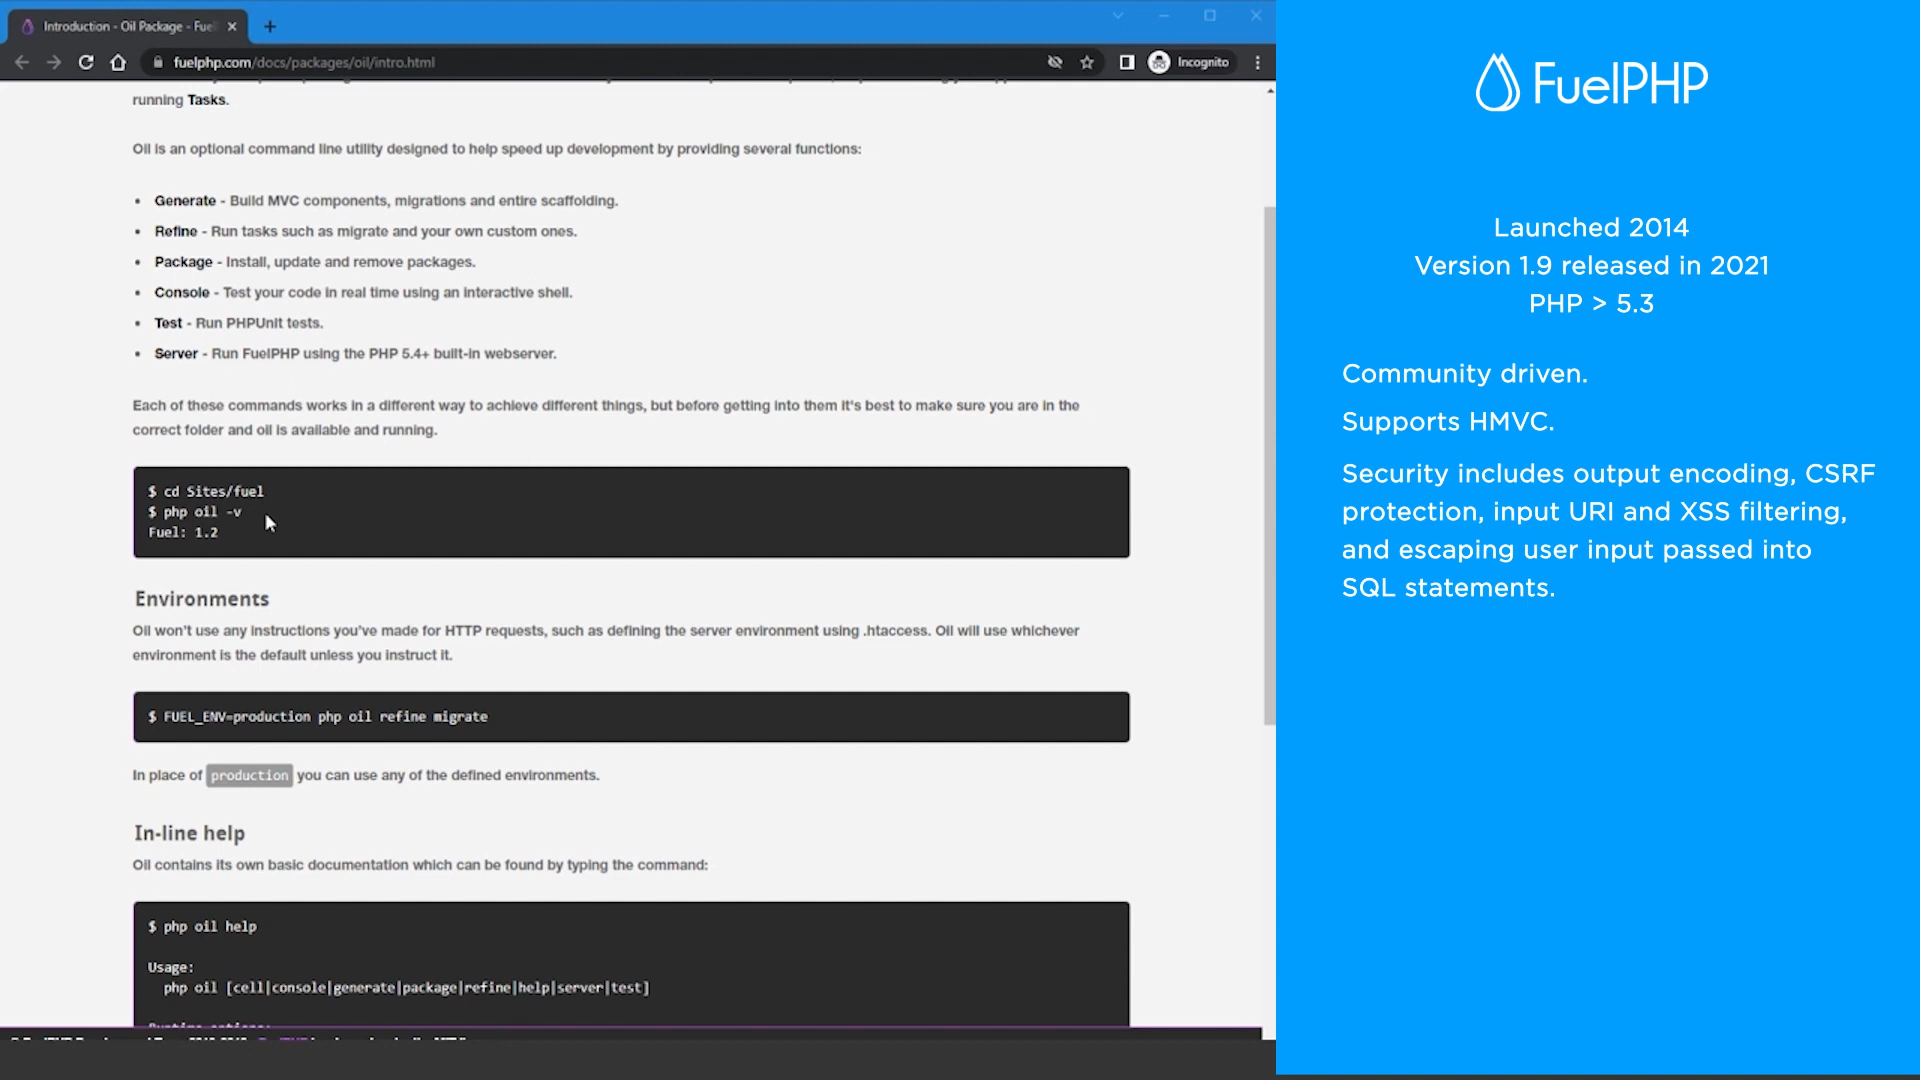 Introduction - Oil Package - Fue
fuelphp.com/docs/packages/oil/intro.html
Incognito
running Tasks.
Oil is an optional command line utility designed to help speed up development by providing several functions:
• Generate - Build MVC components, migrations and entire scaffolding.
• Refine - Run tasks such as migrate and your own custom ones.
• Package - Install, update and remove packages.
• Console - Test your code in real time using an interactive shell.
• Test - Run PHPUnit tests.
• Server - Run FuelPHP using the PHP 5.4+ built-in webserver.
Each of these commands works in a different way to achieve different things, but before getting into them it's best to make sure you are in the
correct folder and oil is available and running.
$ cd Sites/fuel
$ php oil -v
Fuel: 1.2
Environments
Oil won't use any instructions you've made for HTTP requests, such as defining the server environment using .htaccess. Oil will use whichever
environment is the default unless you instruct it.
$ FUEL_ENV=production php oil refine migrate
In place of production you can use any of the defined environments.
In-line help
Oil contains its own basic documentation which can be found by typing the command:
$ php oil help
Usage:
php oil [cell|console|generate|package|refine|help|server|test]
FuelPHP
Launched 2014
Version 1.9 released in 2021
PHP > 5.3
Community driven.
Supports HMVC.
Security includes output encoding, CSRF
protection, input URI and XSS filtering,
and escaping user input passed into
SQL statements.